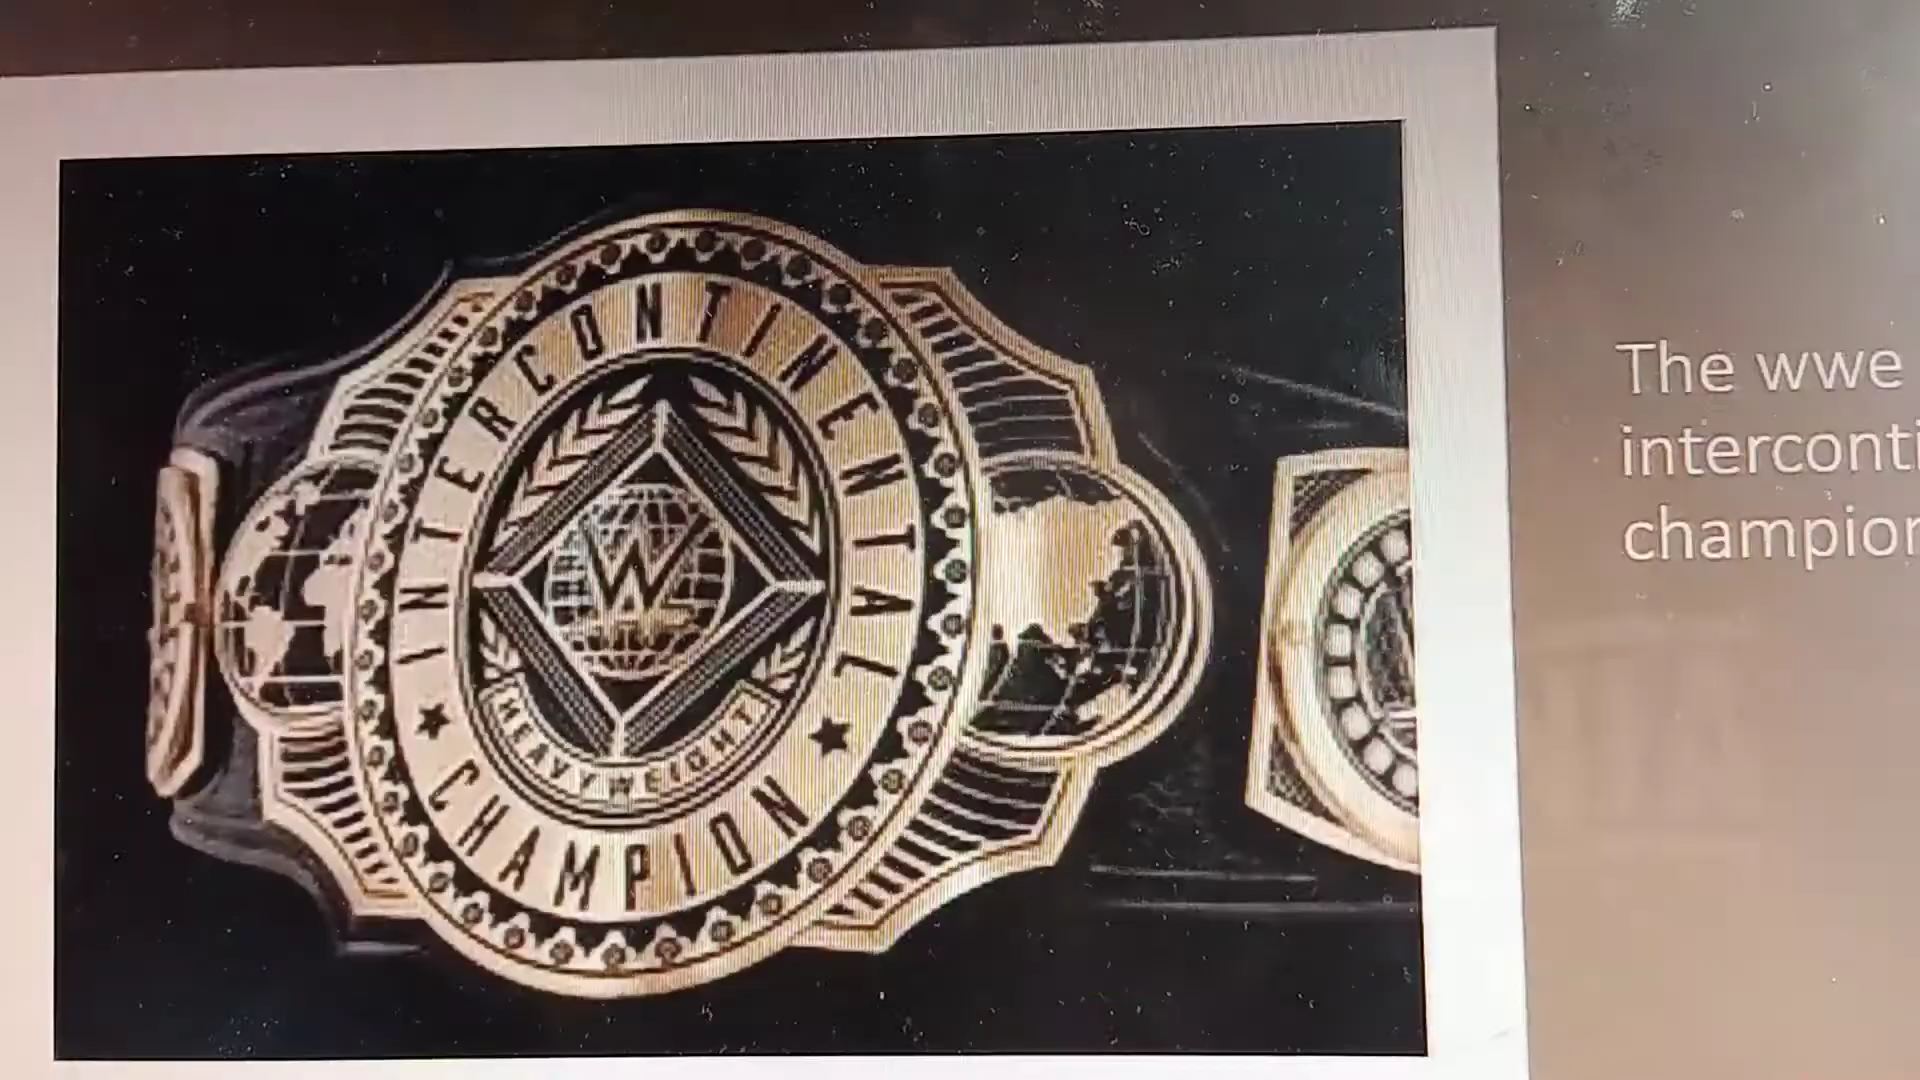 INTERCONTINENTAL
W
HEAVYWEIGHT
CHAMPION
The wwe
interconti
champion